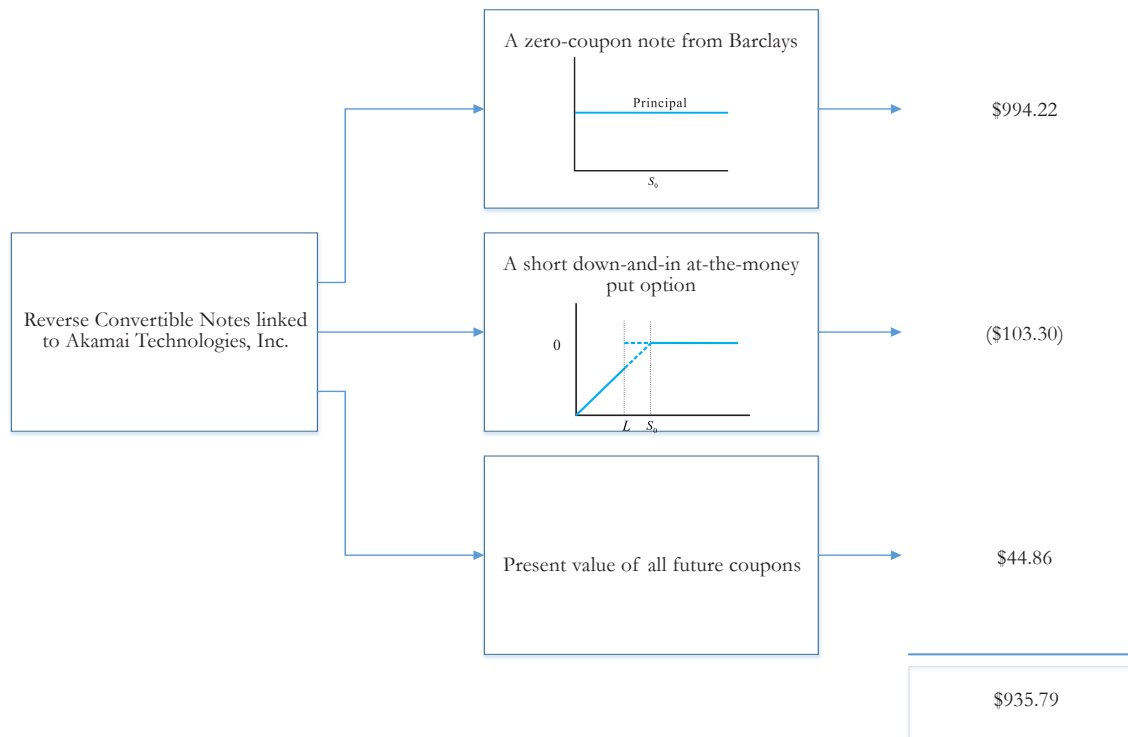 A zero-coupon note from Barclays
Principal
S₀
$994.22
Reverse Convertible Notes linked
to Akamai Technologies, Inc.
A short down-and-in at-the-money
put option
0
L S₀
($103.30)
Present value of all future coupons
$44.86
$935.79